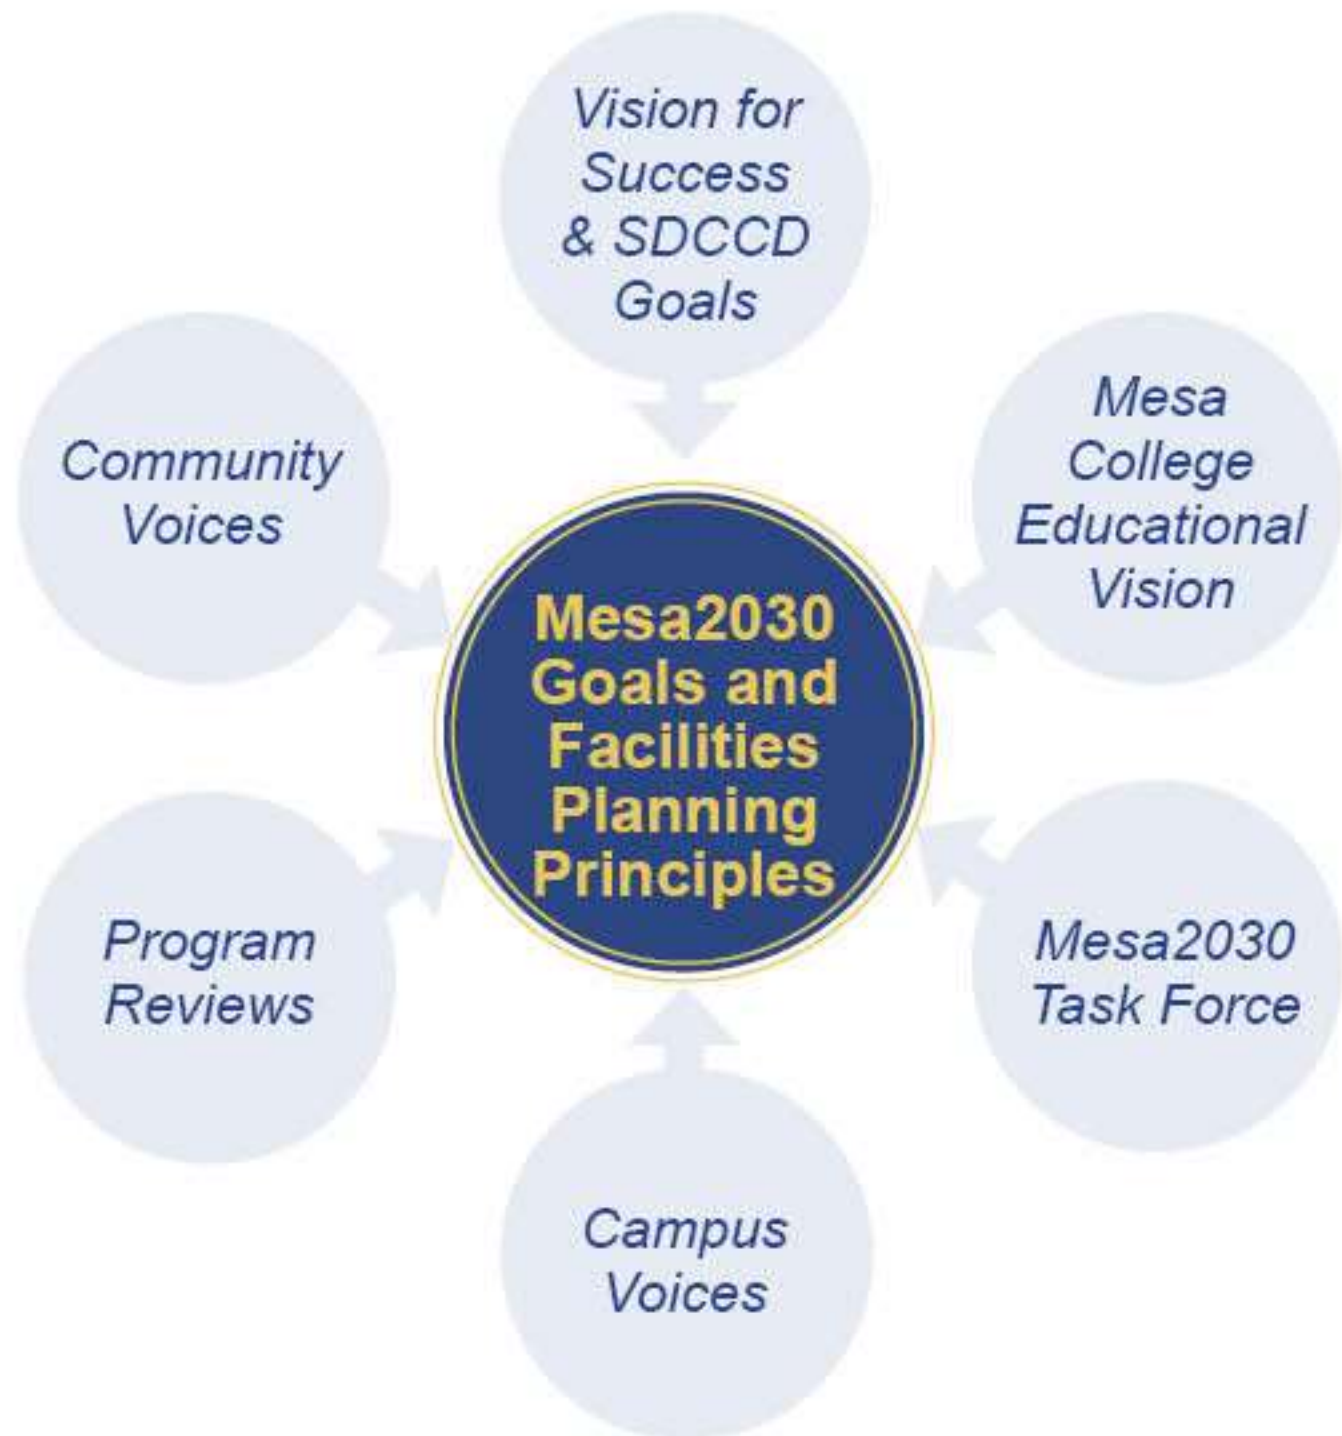 Vision for
Success
& SDCCD
Goals
Mesa
College
Educational
Vision
Mesa2030
Task Force
Campus
Voices
Program
Reviews
Community
Voices
Mesa2030
Goals and
Facilities
Planning
Principles